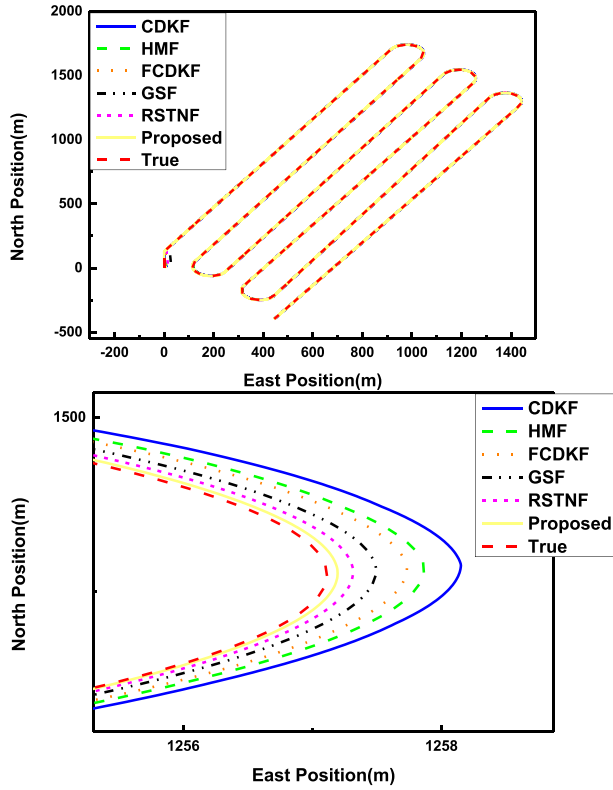 2000
1500
1000
500
0
-500
North Position(m)
CDKF
HMF
FCDKF
GSF
RSTNF
Proposed
True
-200 0 200 400 600 800 1000 1200 1400
East Position(m)
1500
North Position(m)
CDKF
HMF
FCDKF
GSF
RSTNF
Proposed
True
1256 1258
East Position(m)